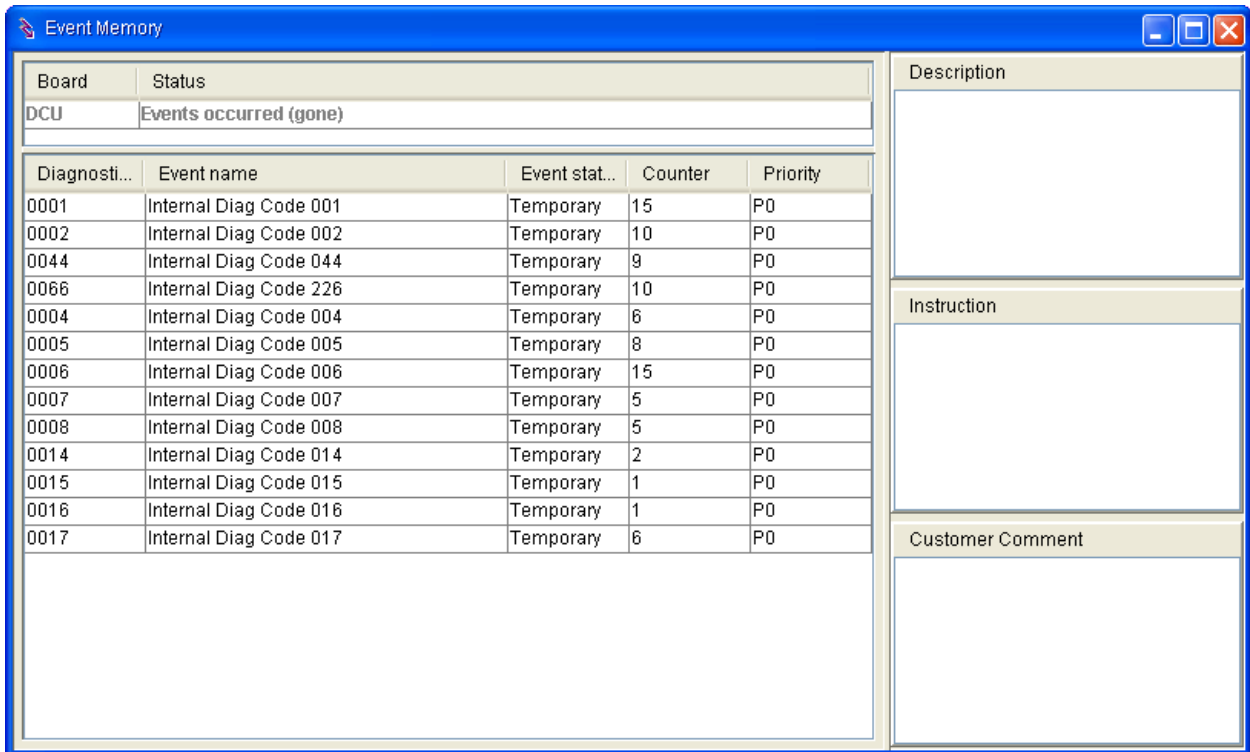 Event Memory
Board Status
DCU Events occurred (gone)
Diagnosti... Event name Event stat... Counter Priority
0001 Internal Diag Code 001 Temporary 15 P0
0002 Internal Diag Code 002 Temporary 10 P0
0044 Internal Diag Code 044 Temporary 9 P0
0066 Internal Diag Code 226 Temporary 10 P0
0004 Internal Diag Code 004 Temporary 6 P0
0005 Internal Diag Code 005 Temporary 8 P0
0006 Internal Diag Code 006 Temporary 15 P0
0007 Internal Diag Code 007 Temporary 5 P0
0008 Internal Diag Code 008 Temporary 5 P0
0014 Internal Diag Code 014 Temporary 2 P0
0015 Internal Diag Code 015 Temporary 1 P0
0016 Internal Diag Code 016 Temporary 1 P0
0017 Internal Diag Code 017 Temporary 6 P0
Description
Instruction
Customer Comment